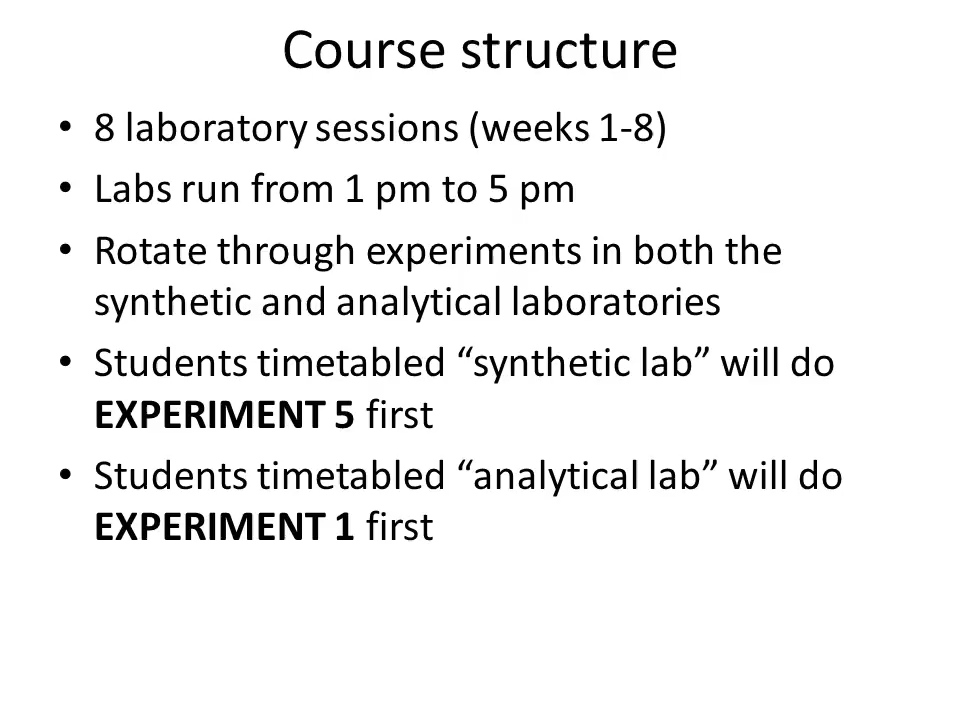 Course structure
• 8 laboratory sessions (weeks 1-8)
• Labs run from 1 pm to 5 pm
• Rotate through experiments in both the
synthetic and analytical laboratories
• Students timetabled “synthetic lab” will do
EXPERIMENT 5 first
• Students timetabled “analytical lab” will do
EXPERIMENT 1 first